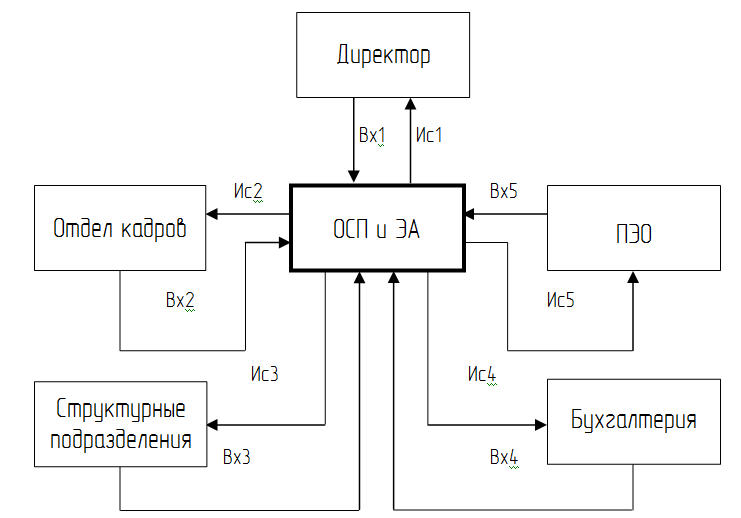 Директор
Вх1
Ис1
Ис2
Вх5
Отдел кадров
ОСП и ЭА
ПЭО
Вх2
Ис5
Ис3
Ис4
Структурные
подразделения
Бухгалтерия
Вх3
Вх4